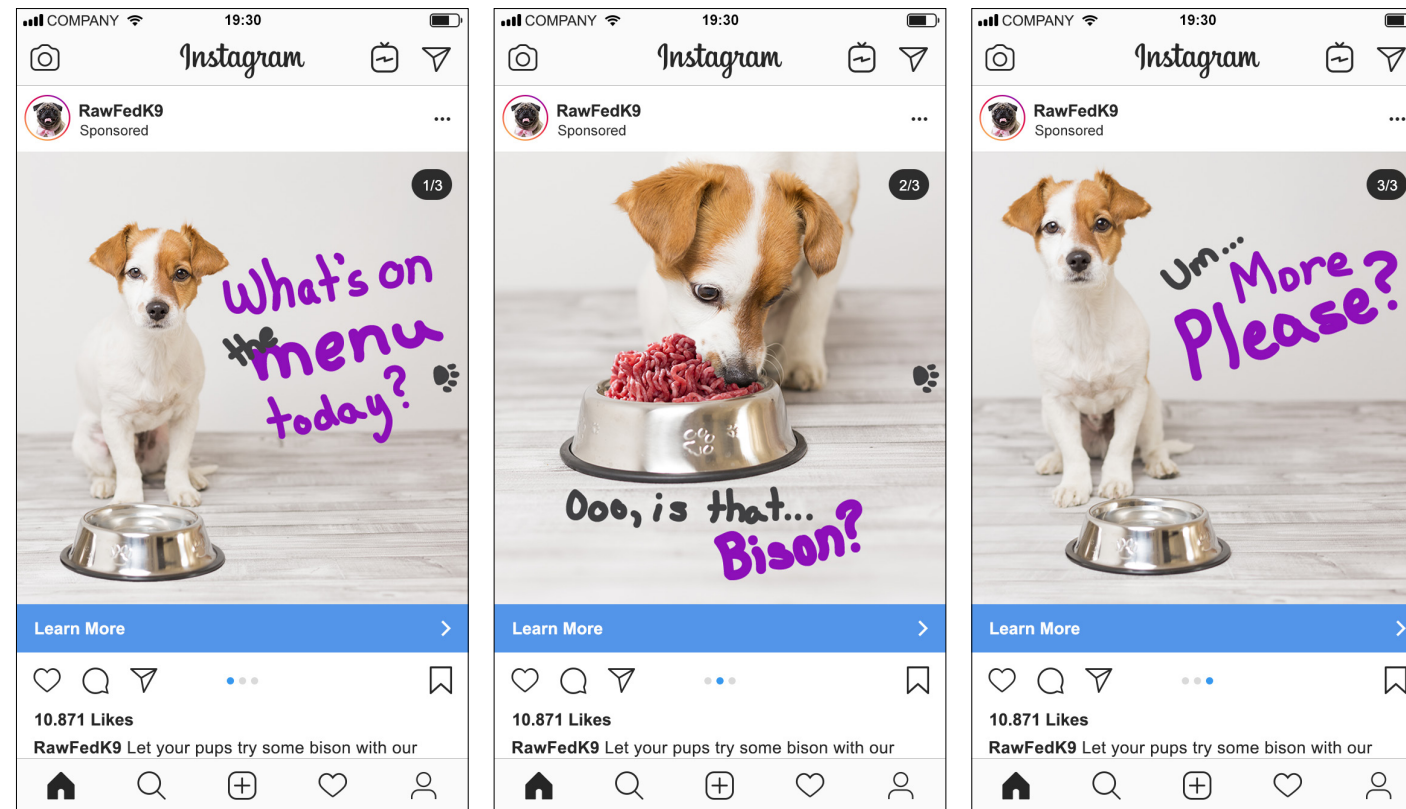 COMPANY 19:30
Instagram
RawFedK9
Sponsored
1/3
What's on
the menu
today?
Learn More
10.871 Likes
RawFedK9 Let your pups try some bison with our
COMPANY 19:30
Instagram
RawFedK9
Sponsored
2/3
Ooo, is that...
Bison?
Learn More
10.871 Likes
RawFedK9 Let your pups try some bison with our
COMPANY 19:30
Instagram
RawFedK9
Sponsored
3/3
Um... More
Please?
Learn More
10.871 Likes
RawFedK9 Let your pups try some bison with our